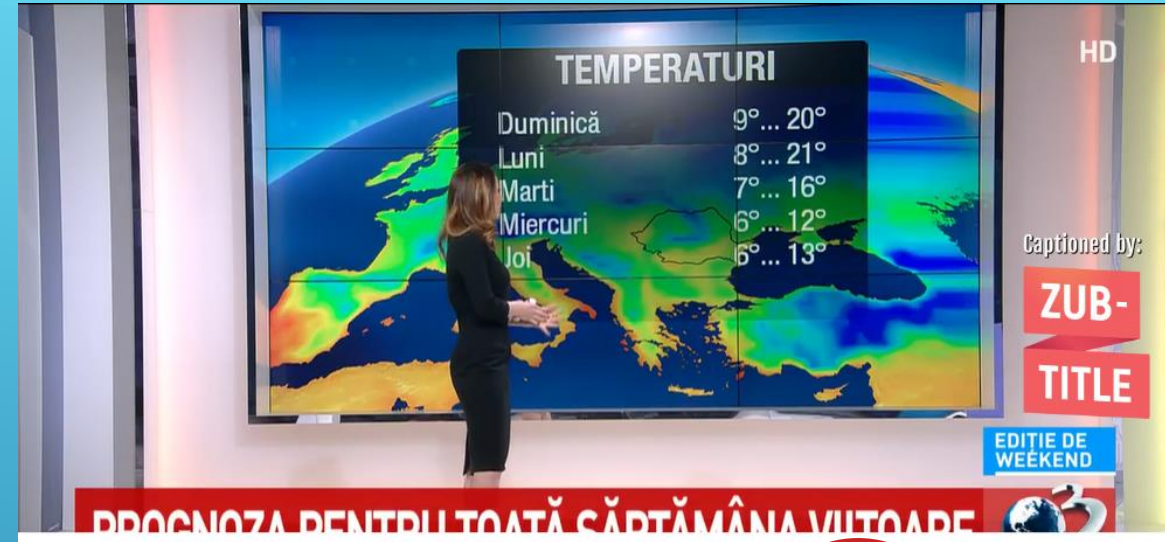 TEMPERATURI
HD
Duminică 9°... 20°
Luni 8°... 21°
Marti 7°... 16°
Miercuri 6°... 12°
Joi 6°... 13°
Captioned by:
ZUB-
TITLE
EDIȚIE DE
WEEKEND
PROGNOZA PENTRU TOATĂ SĂPTĂMÂNA VIITOARE
3